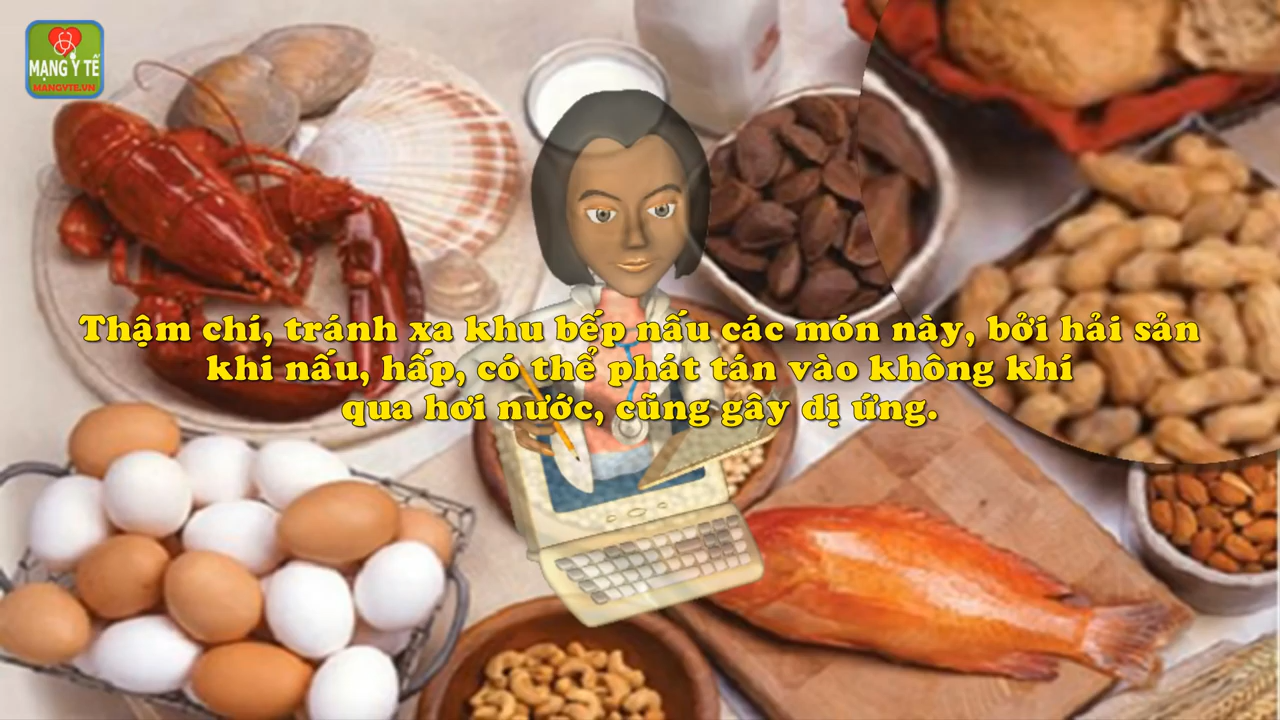 MẠNG Y TẾ
MANGYTE.VN
Thậm chí, tránh xa khu bếp nấu các món này, bởi hải sản
khi nấu, hấp, có thể phát tán vào không khí
qua hơi nước, cũng gây dị ứng.